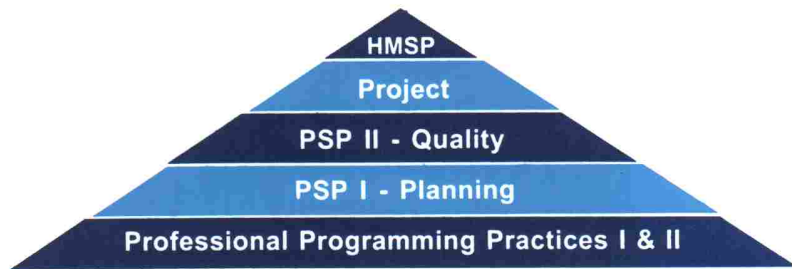 HMSP
Project
PSP II - Quality
PSP I - Planning
Professional Programming Practices I & II